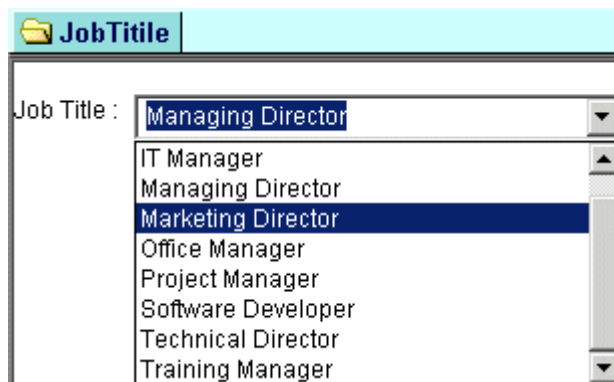 JobTitile
Job Title : Managing Director
IT Manager
Managing Director
Marketing Director
Office Manager
Project Manager
Software Developer
Technical Director
Training Manager